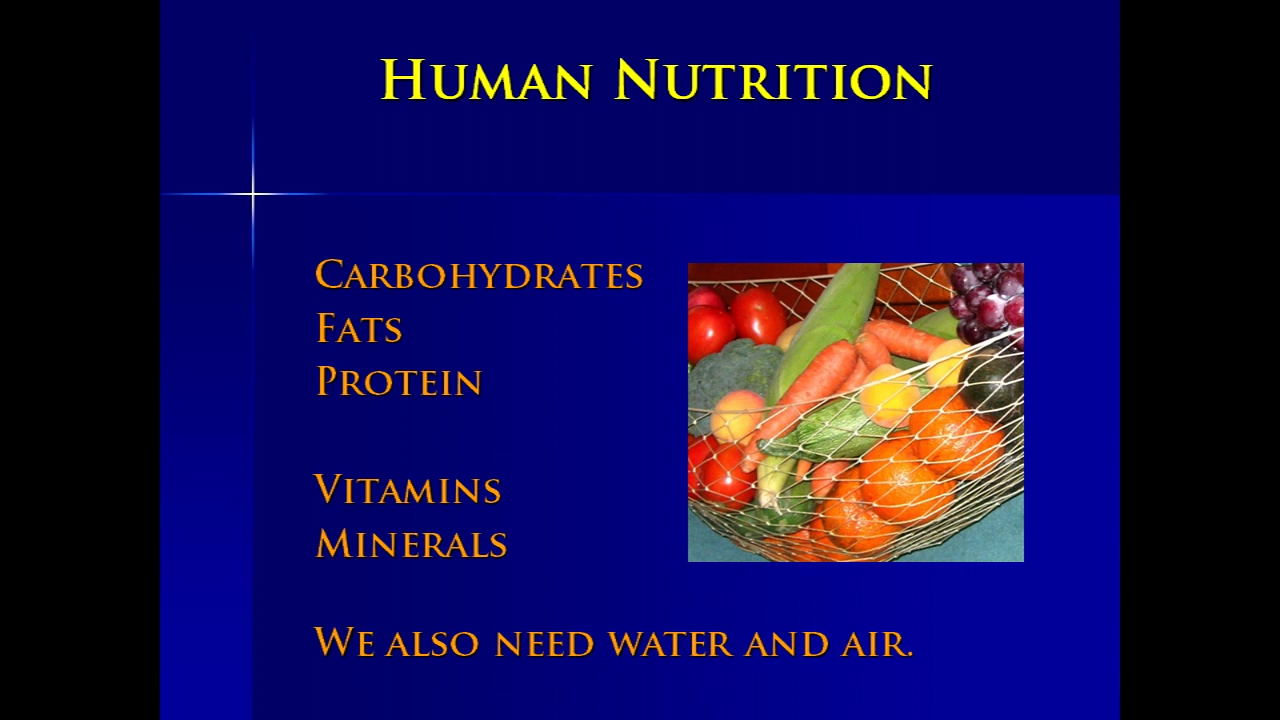 Human Nutrition
Carbohydrates
Fats
Protein
Vitamins
Minerals
We also need water and air.